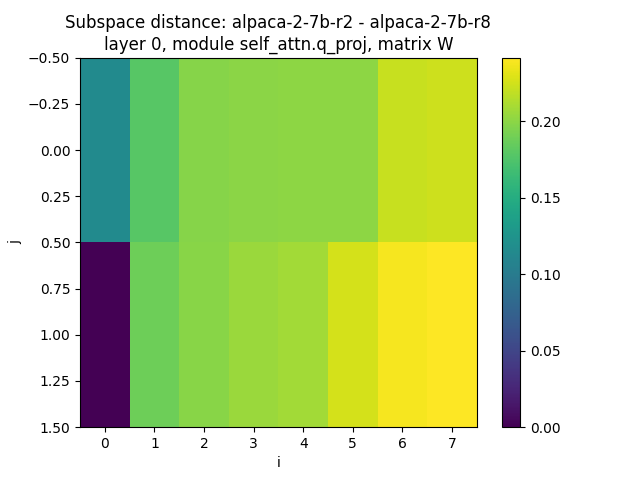 Subspace distance: alpaca-2-7b-r2 - alpaca-2-7b-r8
layer 0, module self_attn.q_proj, matrix W
−0.50
−0.25
0.00
0.25
0.50
0.75
1.00
1.25
1.50
j
0 1 2 3 4 5 6 7
i
0.20
0.15
0.10
0.05
0.00